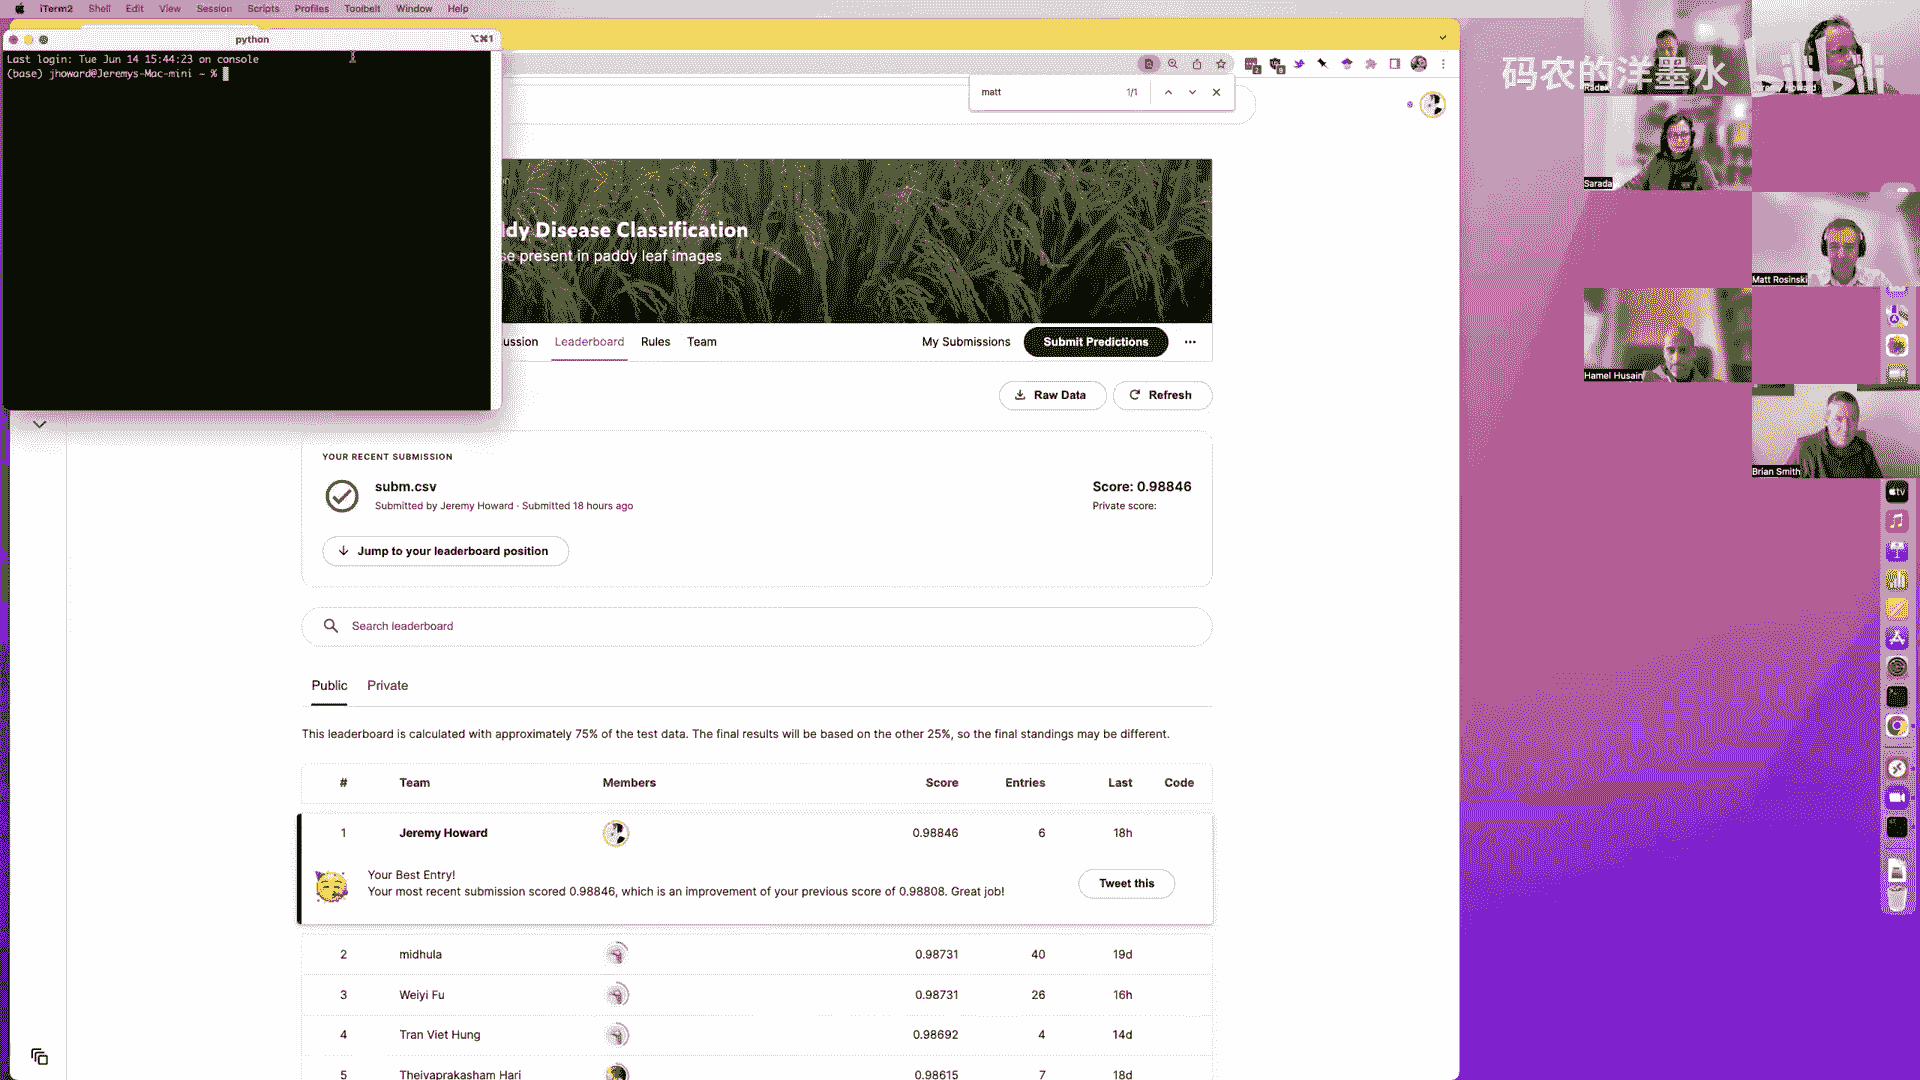 iTerm2 Shell Edit View Session Scripts Profiles Toolbelt Window Help
python
⌥⌘1
Last login: Tue Jun 14 15:44:23 on console
(base) jhoward@Jeremys-Mac-mini ~ %
matt 1/1
码农的洋墨水 bilibili
Radek
Jeremy Howard
Sarada
Matt Rosinski
Hamel Husain
Brian Smith
ddy Disease Classification
se present in paddy leaf images
ussion Leaderboard Rules Team My Submissions Submit Predictions
Raw Data Refresh
YOUR RECENT SUBMISSION
subm.csv
Score: 0.98846
Submitted by Jeremy Howard · Submitted 18 hours ago
Private score:
Jump to your leaderboard position
Search leaderboard
Public Private
This leaderboard is calculated with approximately 75% of the test data. The final results will be based on the other 25%, so the final standings may be different.
# Team Members Score Entries Last Code
1 Jeremy Howard 0.98846 6 18h
Your Best Entry!
Your most recent submission scored 0.98846, which is an improvement of your previous score of 0.98808. Great job!
Tweet this
2 midhula 0.98731 40 19d
3 Weiyi Fu 0.98731 26 16h
4 Tran Viet Hung 0.98692 4 14d
5 Theivaprakasham Hari 0.98615 7 18d